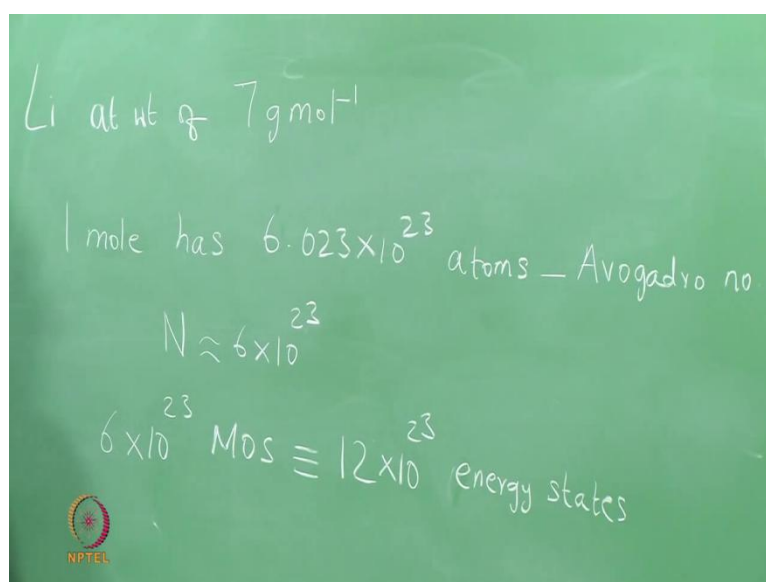 Li at wt of 7 g mol⁻¹
1 mole has 6.023×10²³ atoms – Avogadro no.
N ≈ 6×10²³
6×10²³ MOs ≡ 12×10²³ energy states
NPTEL